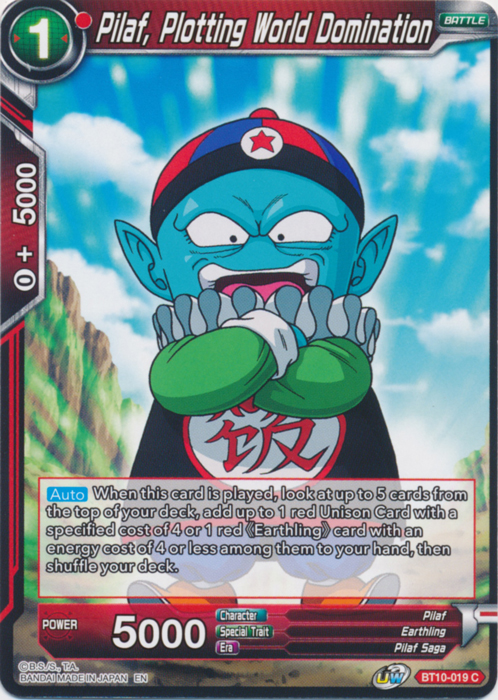 1
Pilaf, Plotting World Domination
BATTLE
0 + 5000
飯
Auto When this card is played, look at up to 5 cards from
the top of your deck, add up to 1 red Unison Card with a
specified cost of 4 or 1 red《Earthling》card with an
energy cost of 4 or less among them to your hand, then
shuffle your deck.
POWER 5000
Character Pilaf
Special Trait Earthling
Era Pilaf Saga
©B.S./S., T.A.
BANDAI MADE IN JAPAN EN
UW
BT10-019 C